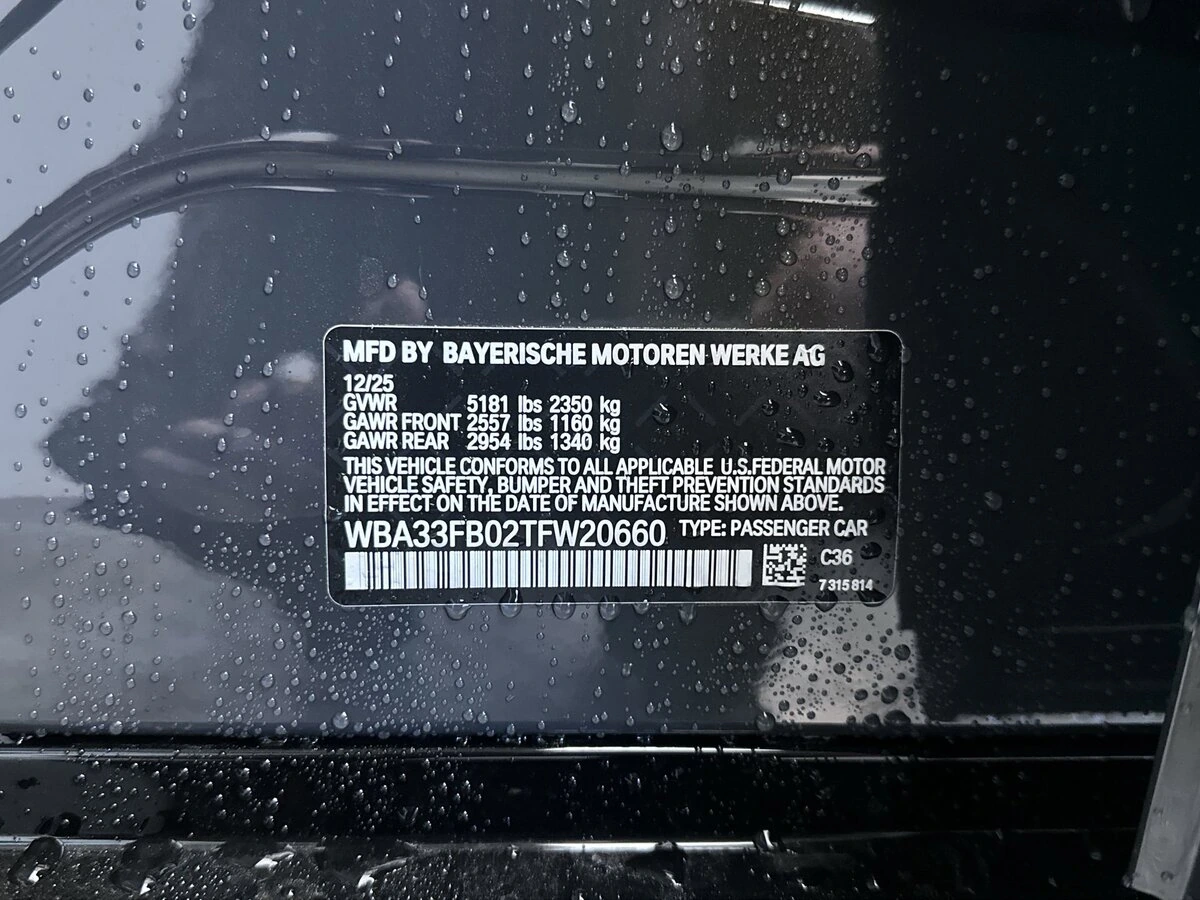 MFD BY BAYERISCHE MOTOREN WERKE AG
12/25
GVWR 5181 lbs 2350 kg
GAWR FRONT 2557 lbs 1160 kg
GAWR REAR 2954 lbs 1340 kg
THIS VEHICLE CONFORMS TO ALL APPLICABLE U.S.FEDERAL MOTOR
VEHICLE SAFETY, BUMPER AND THEFT PREVENTION STANDARDS
IN EFFECT ON THE DATE OF MANUFACTURE SHOWN ABOVE.
WBA33FB02TFW20660 TYPE: PASSENGER CAR
C36
7315814